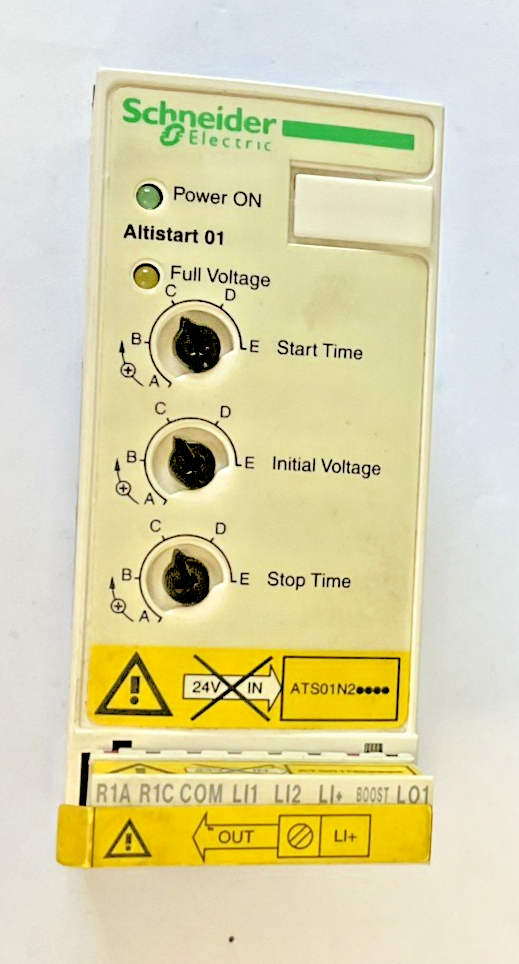 Schneider
Electric
Power ON
Altistart 01
Full Voltage
C D
B E Start Time
A
C D
B E Initial Voltage
A
C D
B E Stop Time
A
24V IN ATS01N2●●●●
R1A R1C COM LI1 LI2 LI+ BOOST LO1
OUT LI+